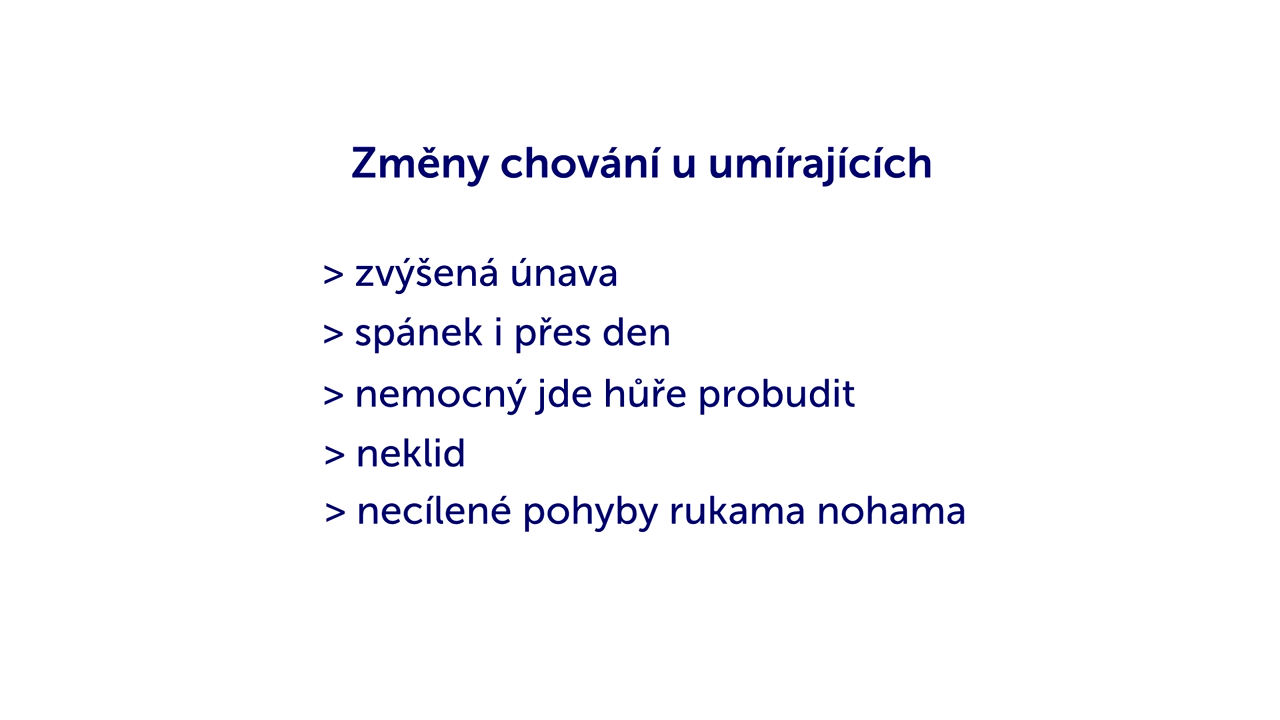 Změny chování u umírajících
> zvýšená únava
> spánek i přes den
> nemocný jde hůře probudit
> neklid
> necílené pohyby rukama nohama